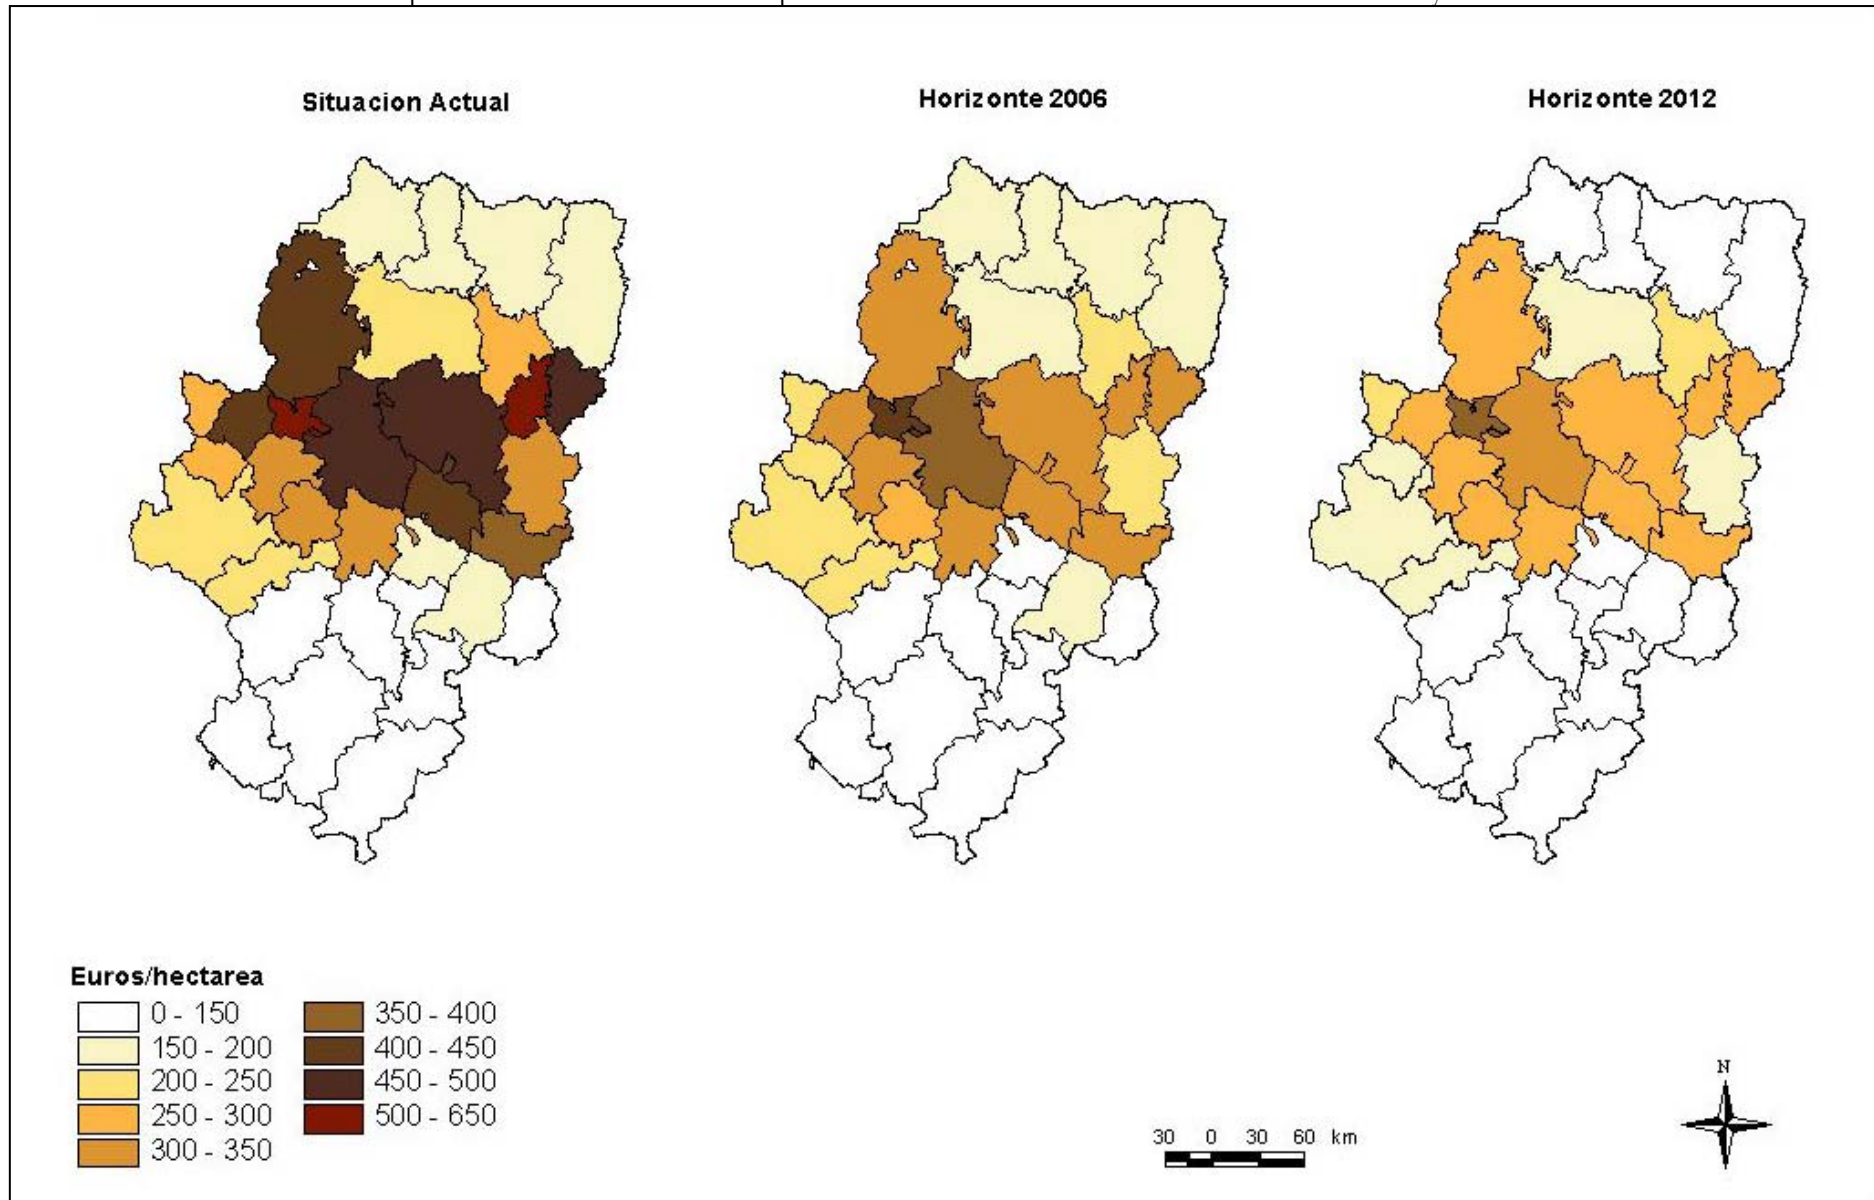 Situacion Actual
Horizonte 2006
Horizonte 2012
Euros/hectarea
0 - 150
150 - 200
200 - 250
250 - 300
300 - 350
350 - 400
400 - 450
450 - 500
500 - 650
30 0 30 60 km
N